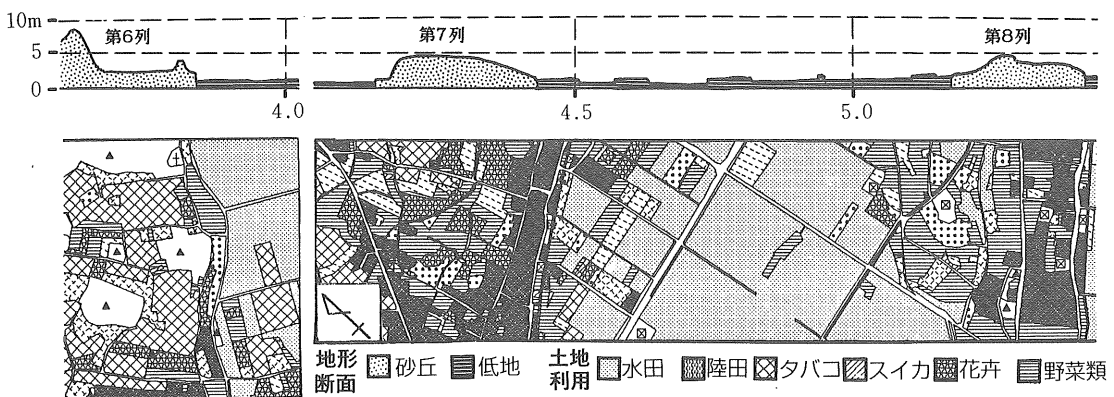 10m
第6列
第7列
第8列
5
0
4.0
4.5
5.0
地形断面
砂丘
低地
土地利用
水田
陸田
タバコ
スイカ
花卉
野菜類